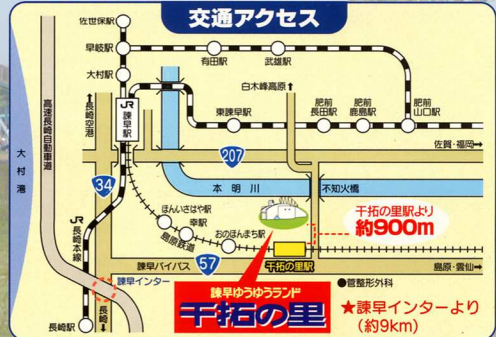 交通アクセス
佐世保駅
早岐駅
有田駅
武雄駅
大村駅
白木峰高原↑
↑長崎空港
JR諫早駅
東諫早駅
肥前長田駅
肥前鹿島駅
肥前山口駅
高速長崎自動車道
佐賀・福岡→
207
大村湾
34
本明川
不知火橋
ほんいさはや駅
幸駅
島原鉄道
おのほんまち駅
干拓の里駅より
約900m
JR長崎本線
干拓の里駅
諫早バイパス
57
島原・雲仙→
諫早インター
諫早ゆうゆうランド
干拓の里
●菅整形外科
★諫早インターより
(約9km)
長崎↓
長崎駅